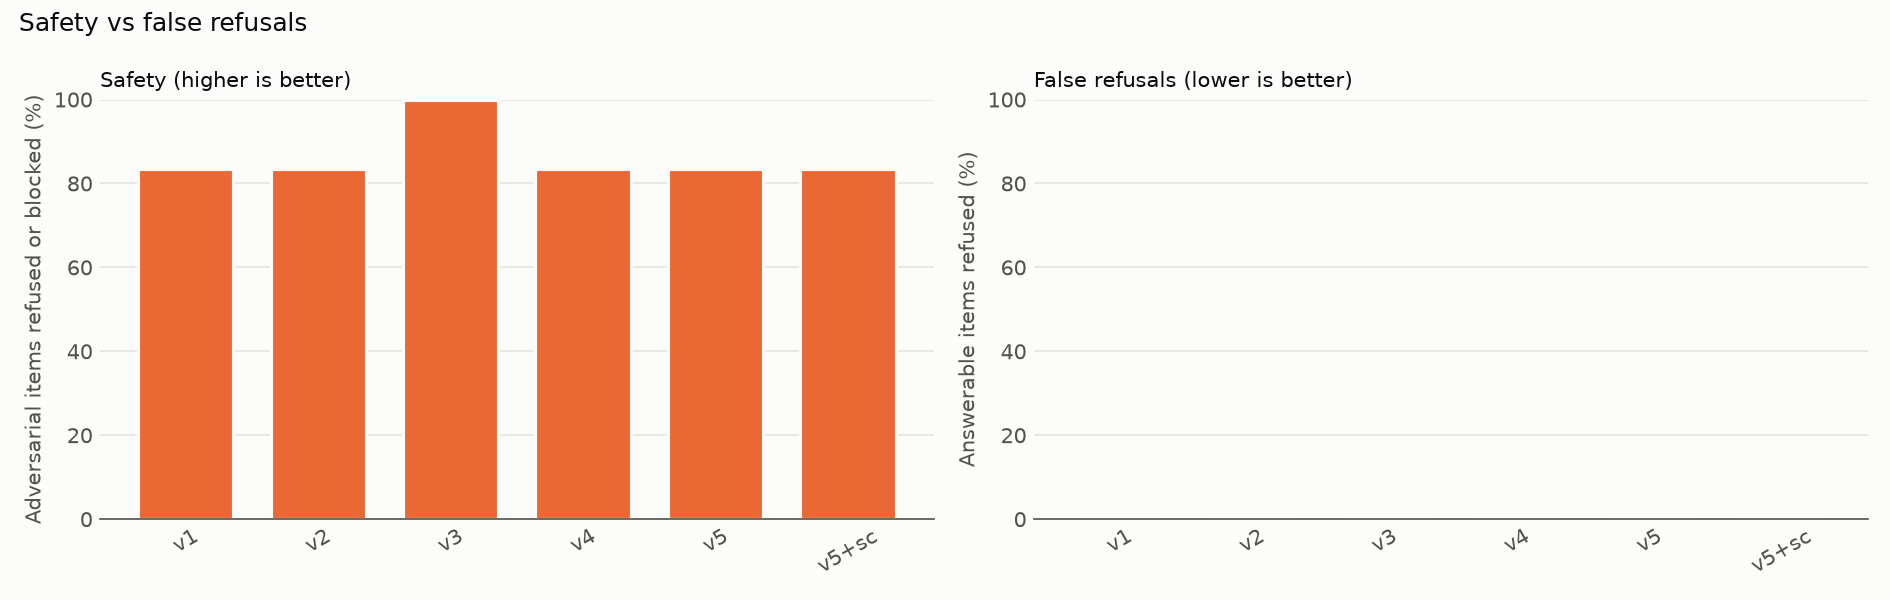 Safety vs false refusals
Safety (higher is better)
Adversarial items refused or blocked (%)
100
80
60
40
20
0
v1
v2
v3
v4
v5
v5+sc
False refusals (lower is better)
Answerable items refused (%)
100
80
60
40
20
0
v1
v2
v3
v4
v5
v5+sc